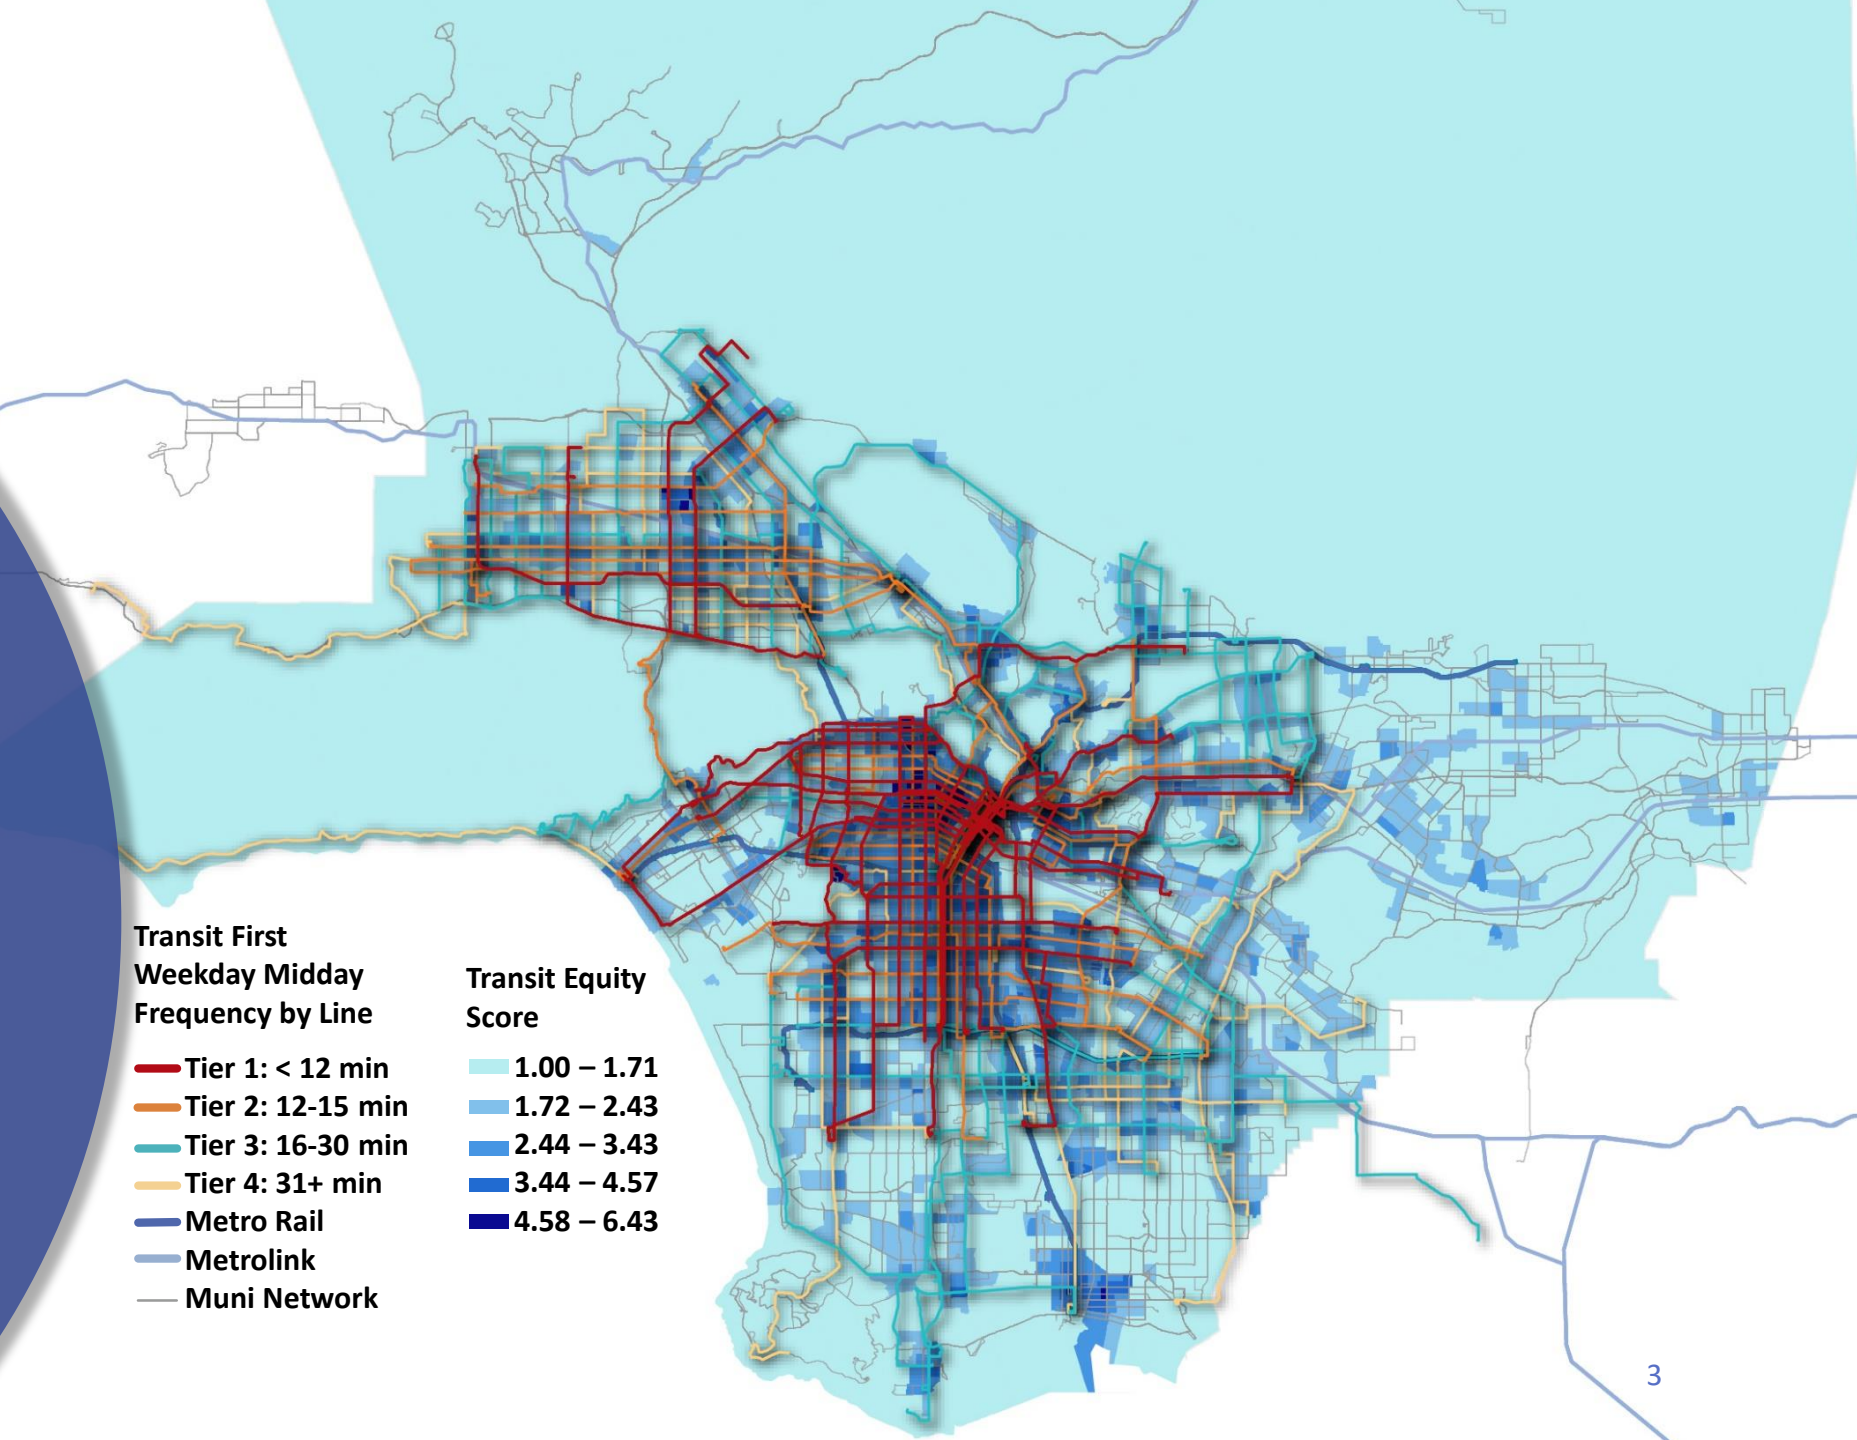 Transit First
Weekday Midday
Frequency by Line
Tier 1: < 12 min
Tier 2: 12-15 min
Tier 3: 16-30 min
Tier 4: 31+ min
Metro Rail
Metrolink
Muni Network
Transit Equity
Score
1.00 – 1.71
1.72 – 2.43
2.44 – 3.43
3.44 – 4.57
4.58 – 6.43
3